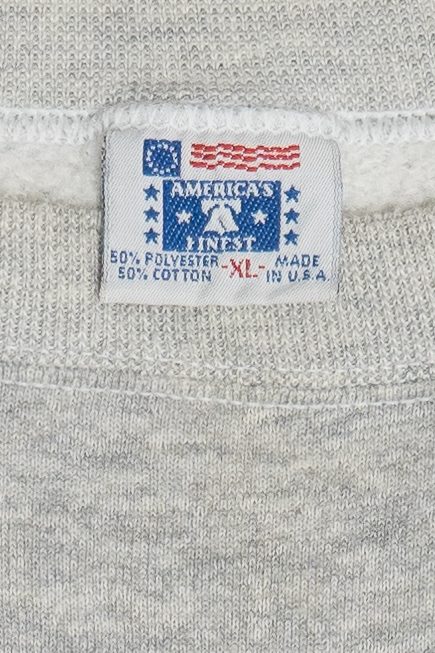 AMERICA'S
FINEST
50% POLYESTER -XL- MADE
50% COTTON IN U.S.A.